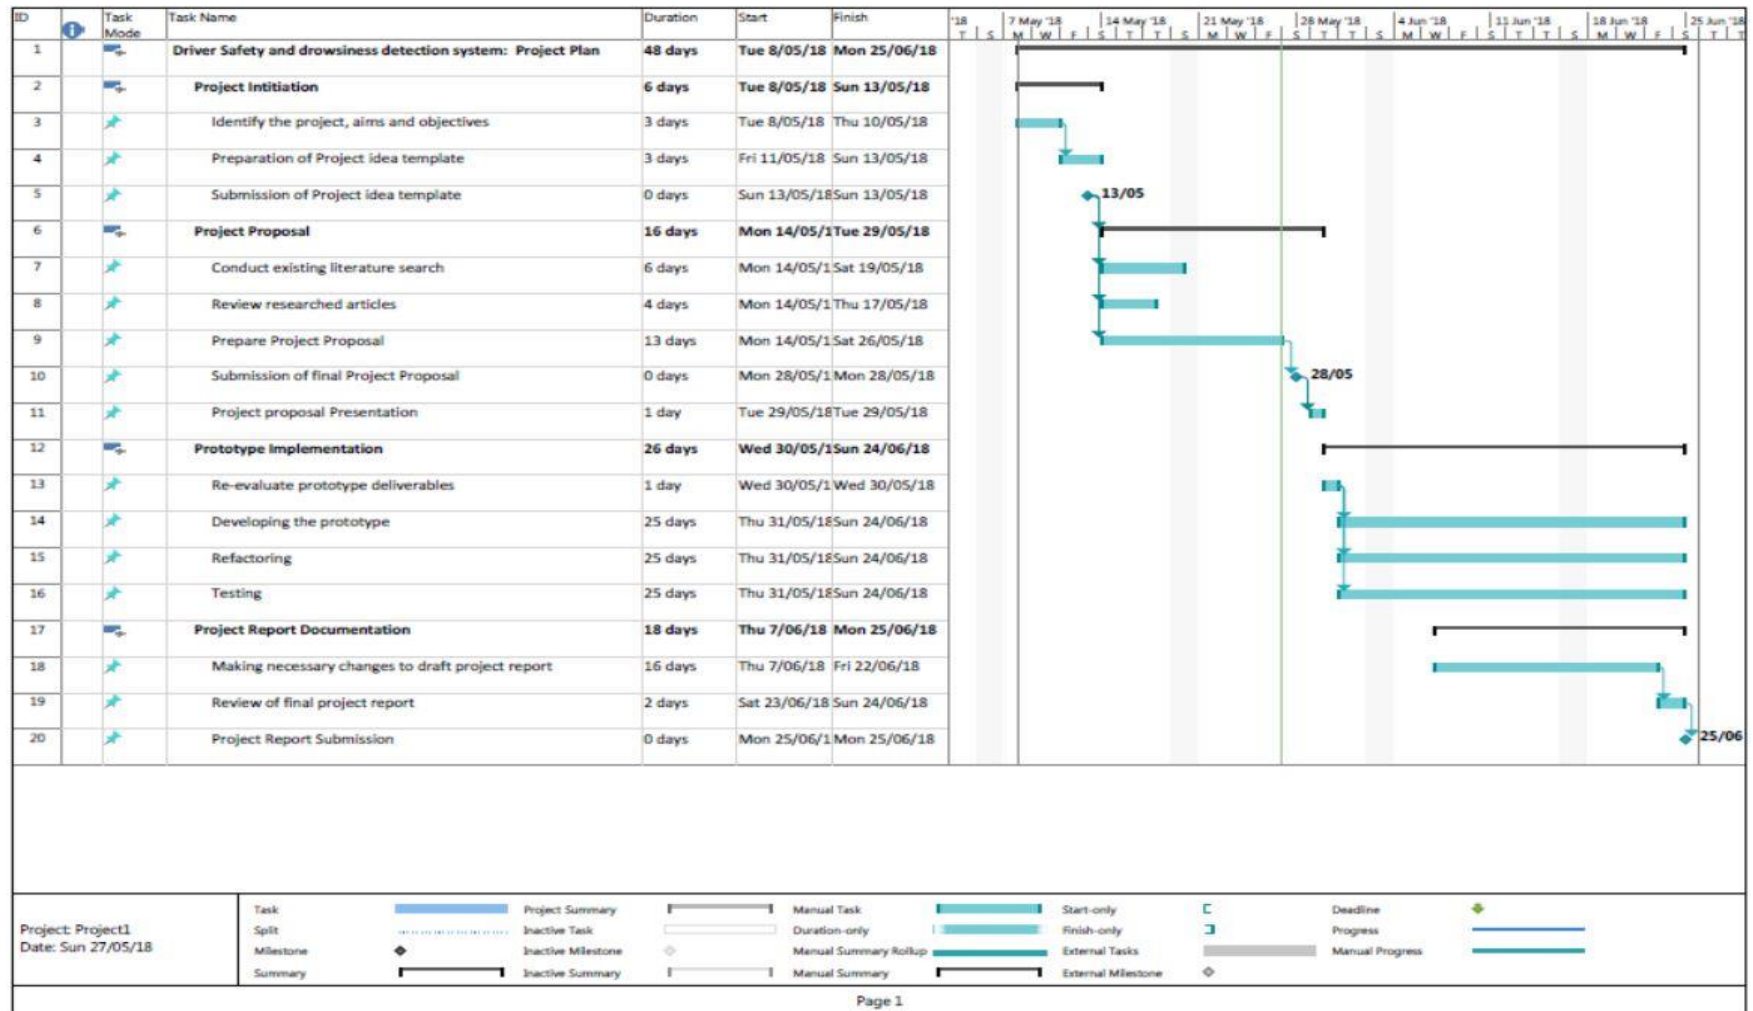 ID Task Mode Task Name Duration Start Finish '18 7 May '18 14 May '18 21 May '18 28 May '18 4 Jun '18 11 Jun '18 18 Jun '18 25 Jun '18
T S M W F S T T S M W F S T T S M W F S T T S M W F S T T
1 Driver Safety and drowsiness detection system: Project Plan 48 days Tue 8/05/18 Mon 25/06/18
2 Project Intitiation 6 days Tue 8/05/18 Sun 13/05/18
3 Identify the project, aims and objectives 3 days Tue 8/05/18 Thu 10/05/18
4 Preparation of Project idea template 3 days Fri 11/05/18 Sun 13/05/18
5 Submission of Project idea template 0 days Sun 13/05/18 Sun 13/05/18 13/05
6 Project Proposal 16 days Mon 14/05/1 Tue 29/05/18
7 Conduct existing literature search 6 days Mon 14/05/1 Sat 19/05/18
8 Review researched articles 4 days Mon 14/05/1 Thu 17/05/18
9 Prepare Project Proposal 13 days Mon 14/05/1 Sat 26/05/18
10 Submission of final Project Proposal 0 days Mon 28/05/1 Mon 28/05/18 28/05
11 Project proposal Presentation 1 day Tue 29/05/18 Tue 29/05/18
12 Prototype Implementation 26 days Wed 30/05/1 Sun 24/06/18
13 Re-evaluate prototype deliverables 1 day Wed 30/05/1 Wed 30/05/18
14 Developing the prototype 25 days Thu 31/05/18 Sun 24/06/18
15 Refactoring 25 days Thu 31/05/18 Sun 24/06/18
16 Testing 25 days Thu 31/05/18 Sun 24/06/18
17 Project Report Documentation 18 days Thu 7/06/18 Mon 25/06/18
18 Making necessary changes to draft project report 16 days Thu 7/06/18 Fri 22/06/18
19 Review of final project report 2 days Sat 23/06/18 Sun 24/06/18
20 Project Report Submission 0 days Mon 25/06/1 Mon 25/06/18 25/06
Project: Project1
Date: Sun 27/05/18
Task Project Summary Manual Task Start-only Deadline
Split Inactive Task Duration-only Finish-only Progress
Milestone Inactive Milestone Manual Summary Rollup External Tasks Manual Progress
Summary Inactive Summary Manual Summary External Milestone
Page 1